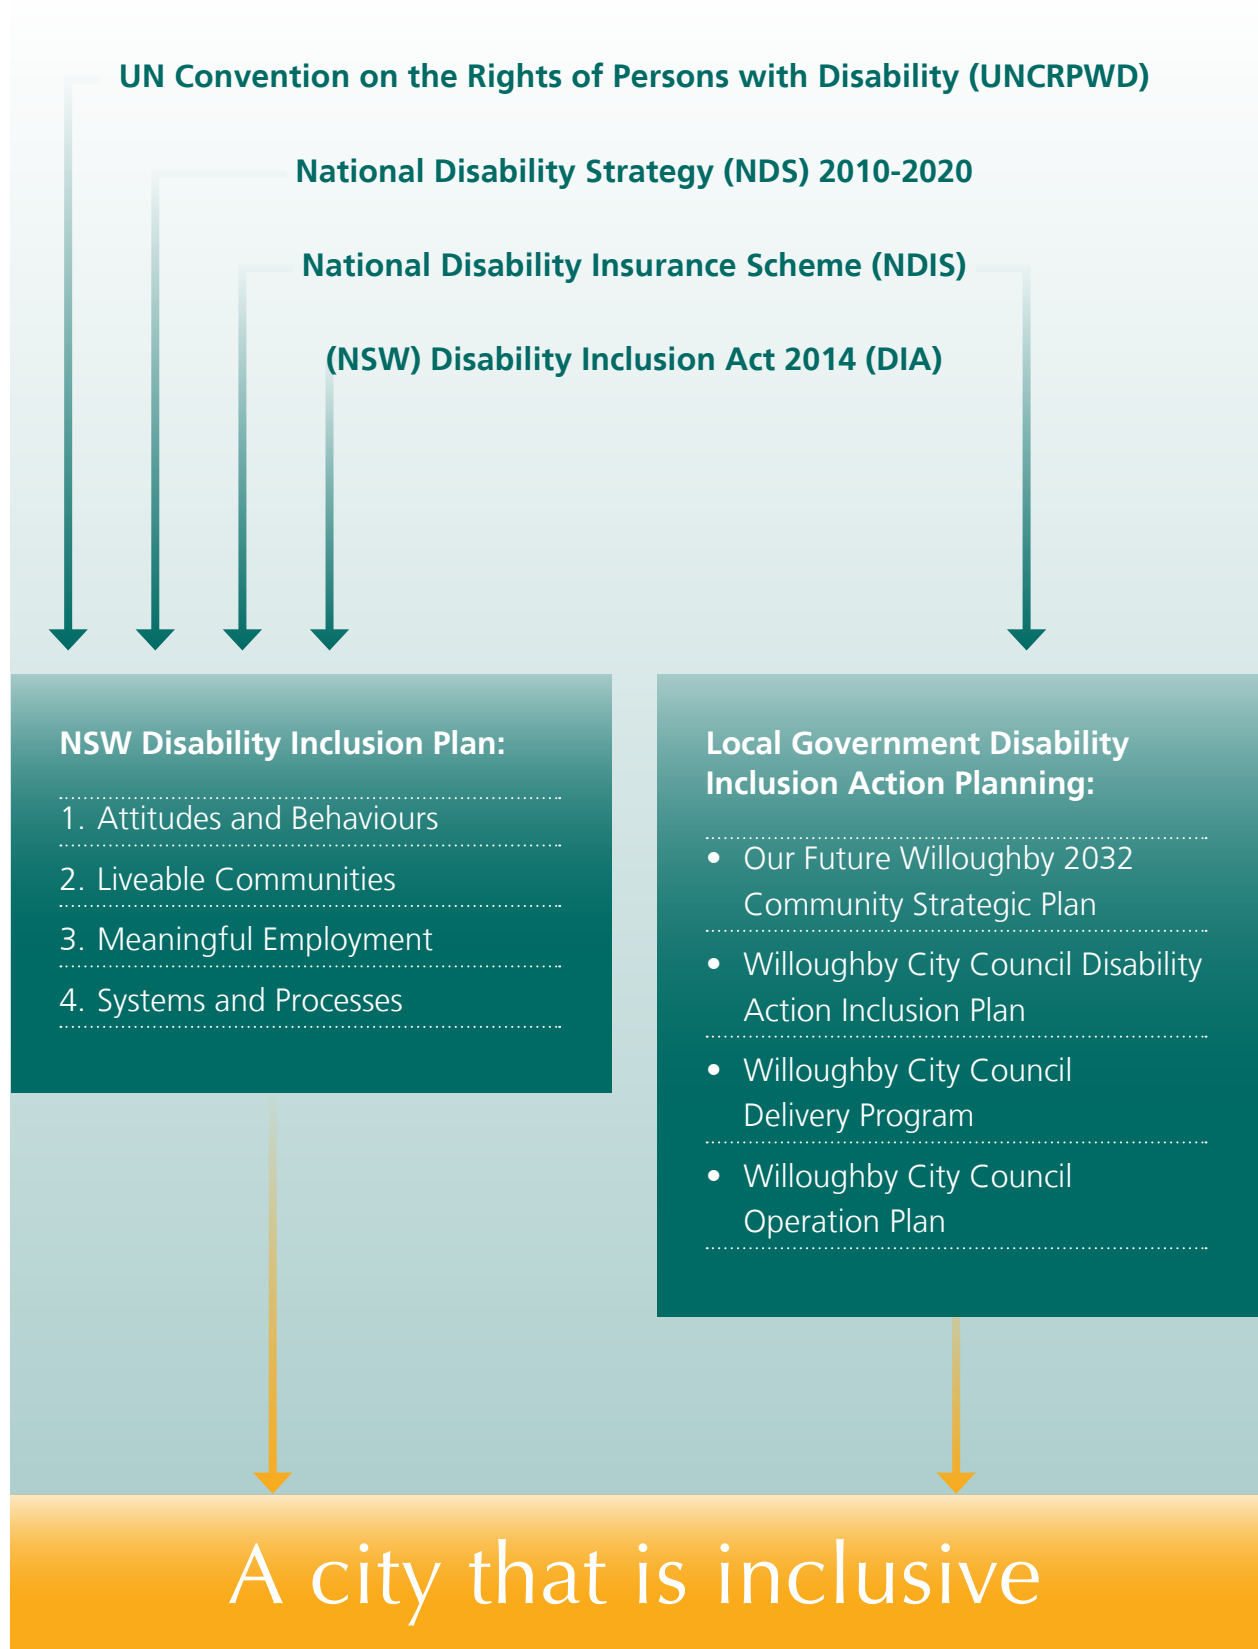 UN Convention on the Rights of Persons with Disability (UNCRPWD)
National Disability Strategy (NDS) 2010-2020
National Disability Insurance Scheme (NDIS)
(NSW) Disability Inclusion Act 2014 (DIA)
NSW Disability Inclusion Plan:
1. Attitudes and Behaviours
2. Liveable Communities
3. Meaningful Employment
4. Systems and Processes
Local Government Disability
Inclusion Action Planning:
• Our Future Willoughby 2032
Community Strategic Plan
• Willoughby City Council Disability
Action Inclusion Plan
• Willoughby City Council
Delivery Program
• Willoughby City Council
Operation Plan
A city that is inclusive